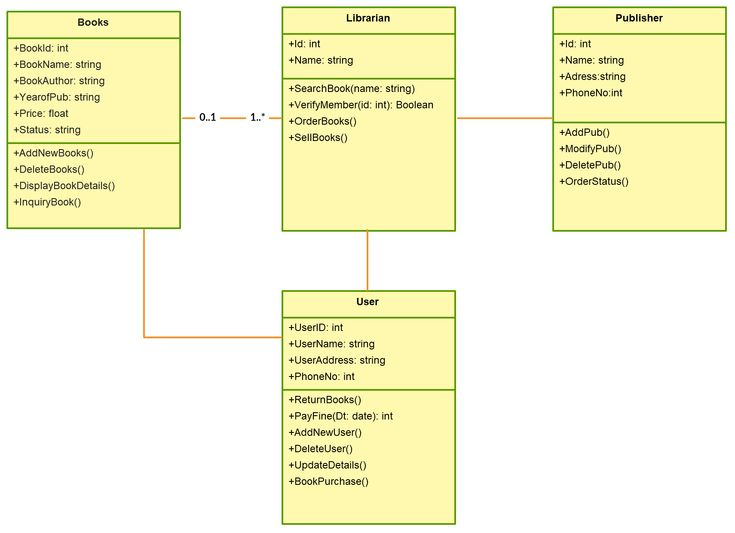 Books
+BookId: int
+BookName: string
+BookAuthor: string
+YearofPub: string
+Price: float
+Status: string
+AddNewBooks()
+DeleteBooks()
+DisplayBookDetails()
+InquiryBook()
0..1
1..*
Librarian
+Id: int
+Name: string
+SearchBook(name: string)
+VerifyMember(id: int): Boolean
+OrderBooks()
+SellBooks()
Publisher
+Id: int
+Name: string
+Adress:string
+PhoneNo:int
+AddPub()
+ModifyPub()
+DeletePub()
+OrderStatus()
User
+UserID: int
+UserName: string
+UserAddress: string
+PhoneNo: int
+ReturnBooks()
+PayFine(Dt: date): int
+AddNewUser()
+DeleteUser()
+UpdateDetails()
+BookPurchase()